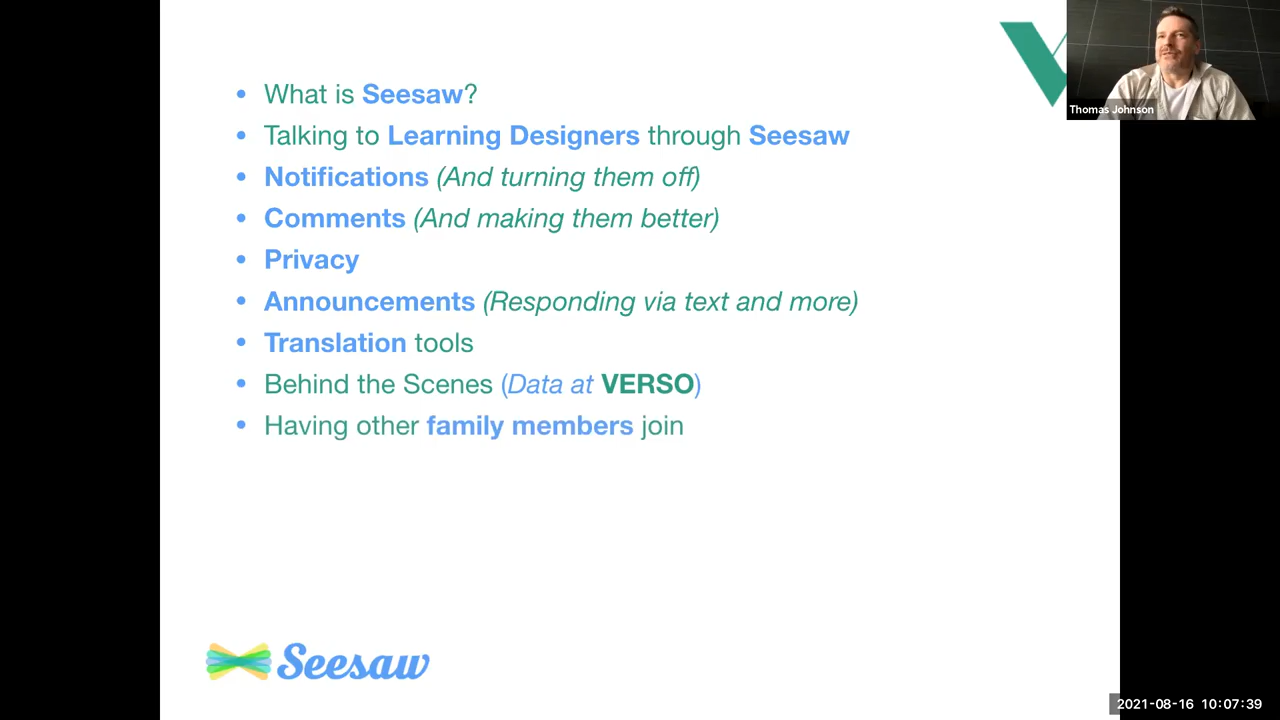 • What is Seesaw?
• Talking to Learning Designers through Seesaw
• Notifications (And turning them off)
• Comments (And making them better)
• Privacy
• Announcements (Responding via text and more)
• Translation tools
• Behind the Scenes (Data at VERSO)
• Having other family members join
Seesaw
Thomas Johnson
2021-08-16 10:07:39